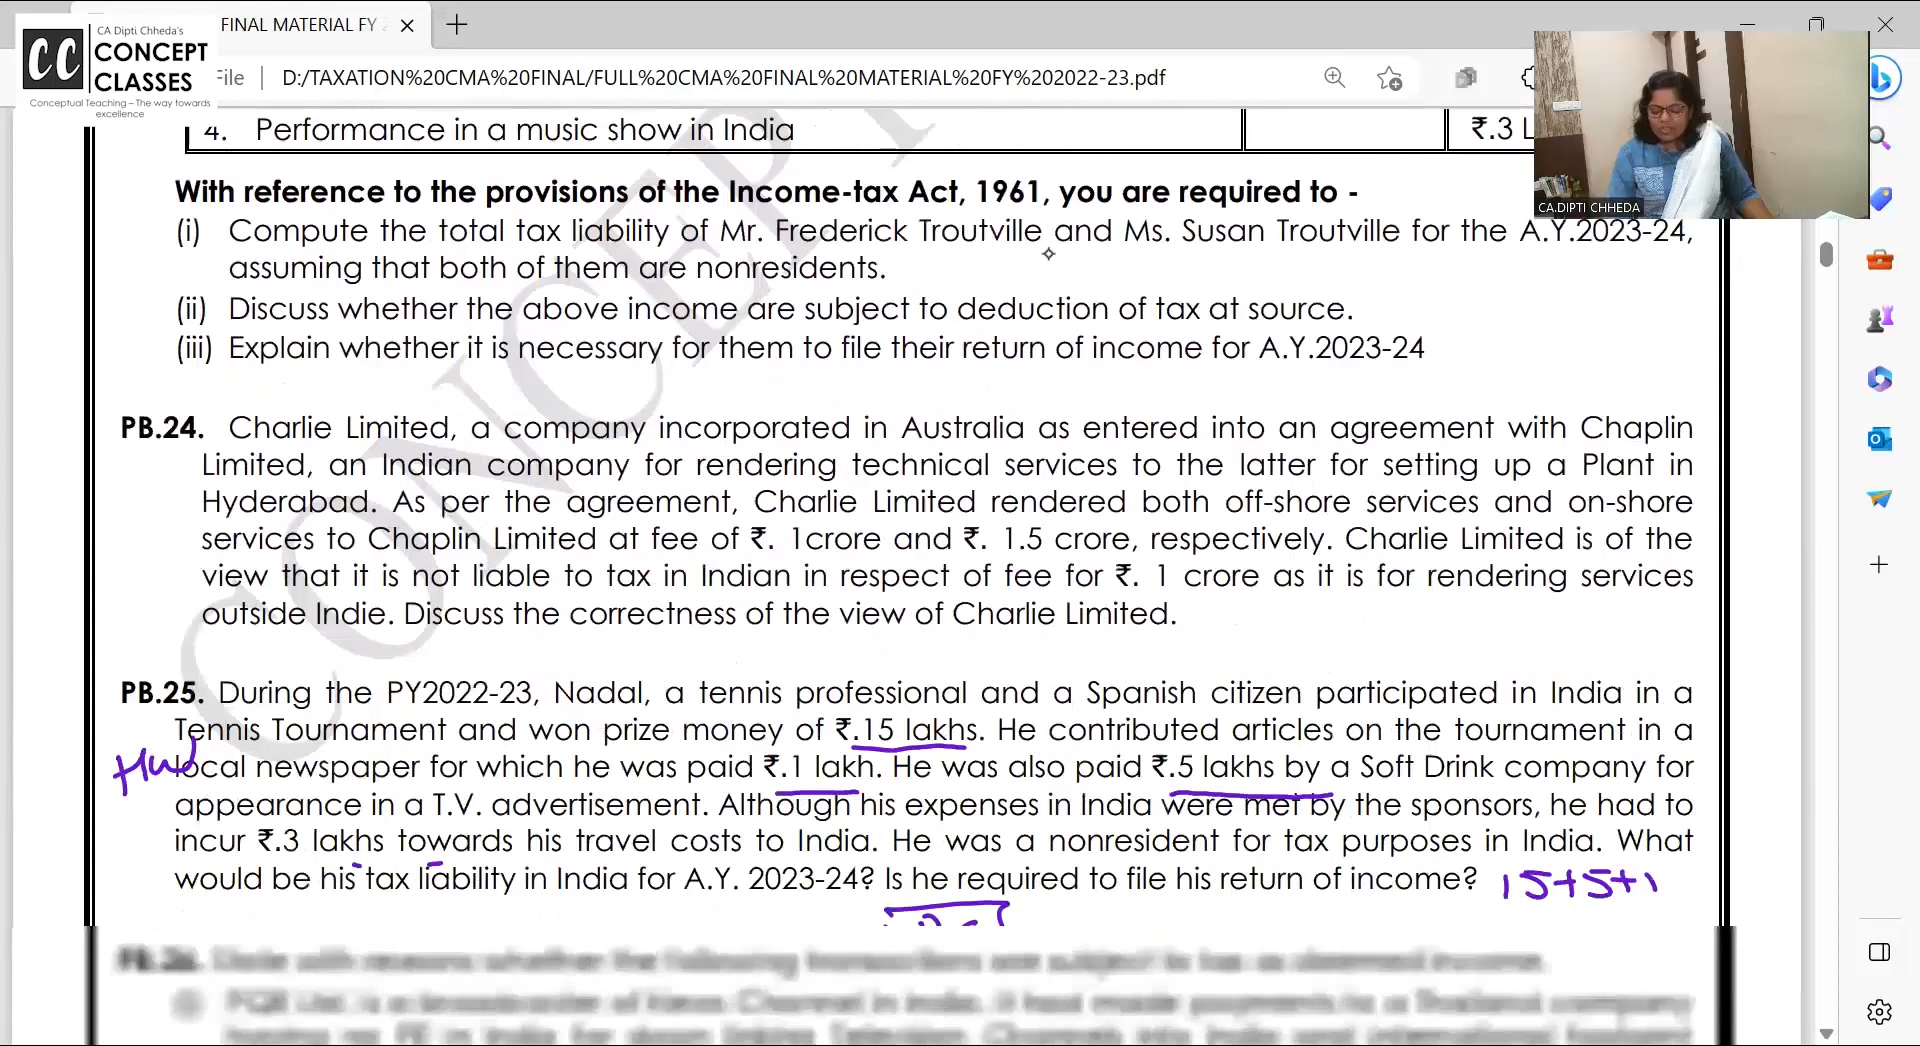 FINAL MATERIAL FY 2
CA Dipti Chheda's
CC CONCEPT
CLASSES
Conceptual Teaching – The way towards
excellence
File D:/TAXATION%20CMA%20FINAL/FULL%20CMA%20FINAL%20MATERIAL%20FY%202022-23.pdf
4. Performance in a music show in India ₹.3 L
CA.DIPTI CHHEDA
With reference to the provisions of the Income-tax Act, 1961, you are required to -
(i) Compute the total tax liability of Mr. Frederick Troutville and Ms. Susan Troutville for the A.Y.2023-24,
assuming that both of them are nonresidents.
(ii) Discuss whether the above income are subject to deduction of tax at source.
(iii) Explain whether it is necessary for them to file their return of income for A.Y.2023-24
PB.24. Charlie Limited, a company incorporated in Australia as entered into an agreement with Chaplin
Limited, an Indian company for rendering technical services to the latter for setting up a Plant in
Hyderabad. As per the agreement, Charlie Limited rendered both off-shore services and on-shore
services to Chaplin Limited at fee of ₹. 1crore and ₹. 1.5 crore, respectively. Charlie Limited is of the
view that it is not liable to tax in Indian in respect of fee for ₹. 1 crore as it is for rendering services
outside Indie. Discuss the correctness of the view of Charlie Limited.
PB.25. During the PY2022-23, Nadal, a tennis professional and a Spanish citizen participated in India in a
Tennis Tournament and won prize money of ₹.15 lakhs. He contributed articles on the tournament in a
Hw local newspaper for which he was paid ₹.1 lakh. He was also paid ₹.5 lakhs by a Soft Drink company for
appearance in a T.V. advertisement. Although his expenses in India were met by the sponsors, he had to
incur ₹.3 lakhs towards his travel costs to India. He was a nonresident for tax purposes in India. What
would be his tax liability in India for A.Y. 2023-24? Is he required to file his return of income? 15+5+1
CONCEPT